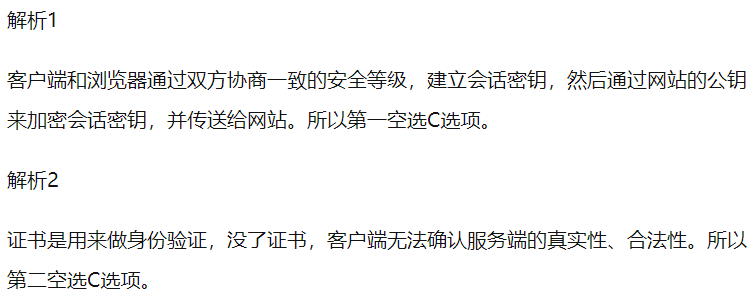 解析1
客户端和浏览器通过双方协商一致的安全等级，建立会话密钥，然后通过网站的公钥
来加密会话密钥，并传送给网站。所以第一空选C选项。
解析2
证书是用来做身份验证，没了证书，客户端无法确认服务端的真实性、合法性。所以
第二空选C选项。